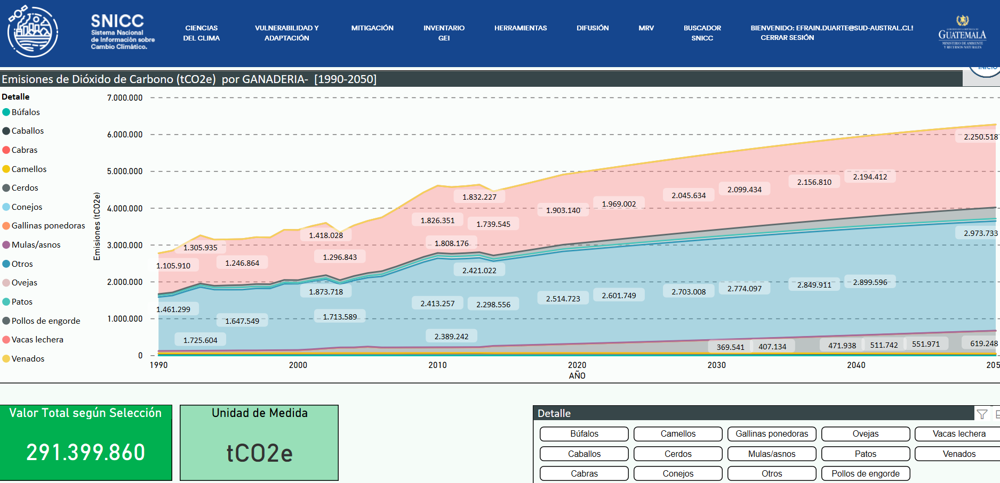 SNICC
Sistema Nacional
de Información sobre
Cambio Climático.
CIENCIAS
DEL CLIMA
VULNERABILIDAD Y
ADAPTACIÓN
MITIGACIÓN
INVENTARIO
GEI
HERRAMIENTAS
DIFUSIÓN
MRV
BUSCADOR
SNICC
BIENVENIDO: EFRAIN.DUARTE@SUD-AUSTRAL.CL!
CERRAR SESIÓN
GUATEMALA
MINISTERIO DE AMBIENTE
Y RECURSOS NATURALES
INICIO
Emisiones de Dióxido de Carbono (tCO2e)  por GANADERIA-  [1990-2050]
Detalle
Búfalos
Caballos
Cabras
Camellos
Cerdos
Conejos
Gallinas ponedoras
Mulas/asnos
Otros
Ovejas
Patos
Pollos de engorde
Vacas lechera
Venados
Emisiones (tCO2e)
7.000.000
6.000.000
5.000.000
4.000.000
3.000.000
2.000.000
1.000.000
0
2.250.518
2.194.412
2.156.810
2.099.434
2.045.634
1.969.002
1.903.140
1.832.227
1.826.351
1.739.545
1.808.176
1.418.028
1.305.935
1.296.843
1.246.864
1.105.910
2.973.733
2.899.596
2.849.911
2.774.097
2.703.008
2.601.749
2.514.723
2.421.022
2.413.257
2.298.556
1.873.718
1.461.299
1.713.589
1.647.549
2.389.242
1.725.604
369.541
407.134
471.938
511.742
551.971
619.248
1990
2000
2010
2020
2030
2040
205
AÑO
Valor Total según Selección
291.399.860
Unidad de Medida
tCO2e
Detalle
Búfalos
Camellos
Gallinas ponedoras
Ovejas
Vacas lechera
Caballos
Cerdos
Mulas/asnos
Patos
Venados
Cabras
Conejos
Otros
Pollos de engorde